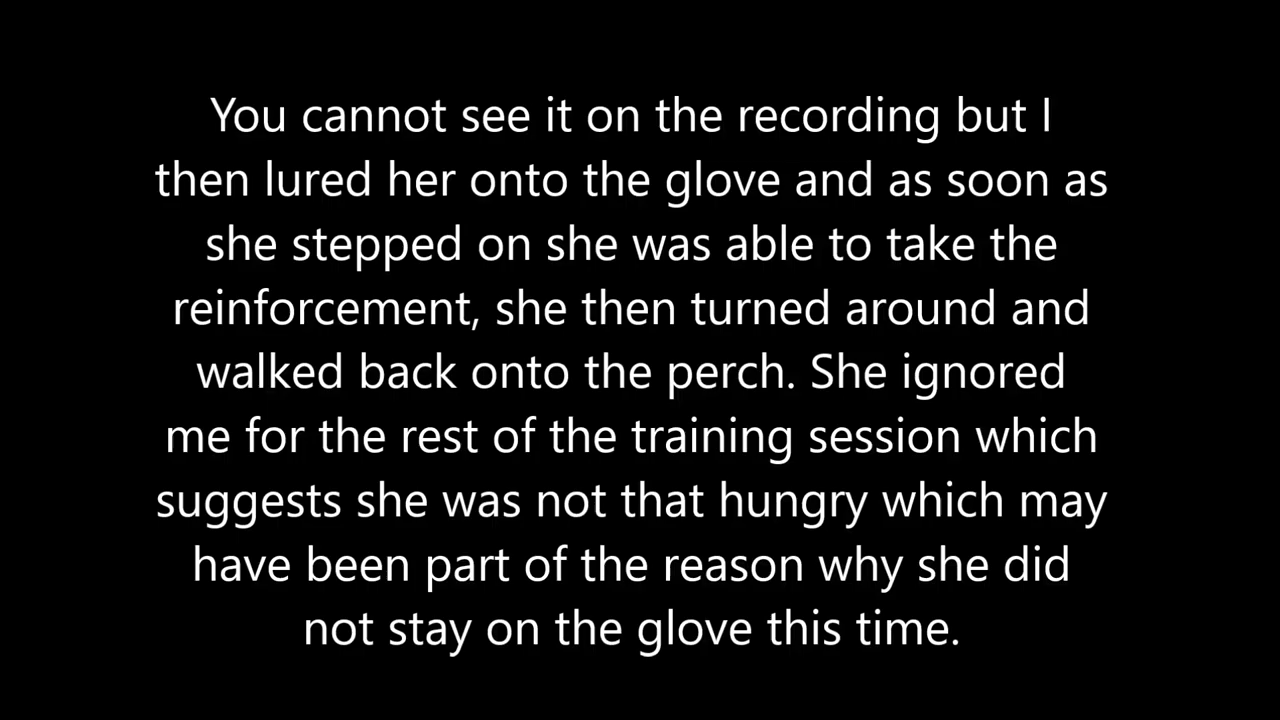 You cannot see it on the recording but I
then lured her onto the glove and as soon as
she stepped on she was able to take the
reinforcement, she then turned around and
walked back onto the perch. She ignored
me for the rest of the training session which
suggests she was not that hungry which may
have been part of the reason why she did
not stay on the glove this time.